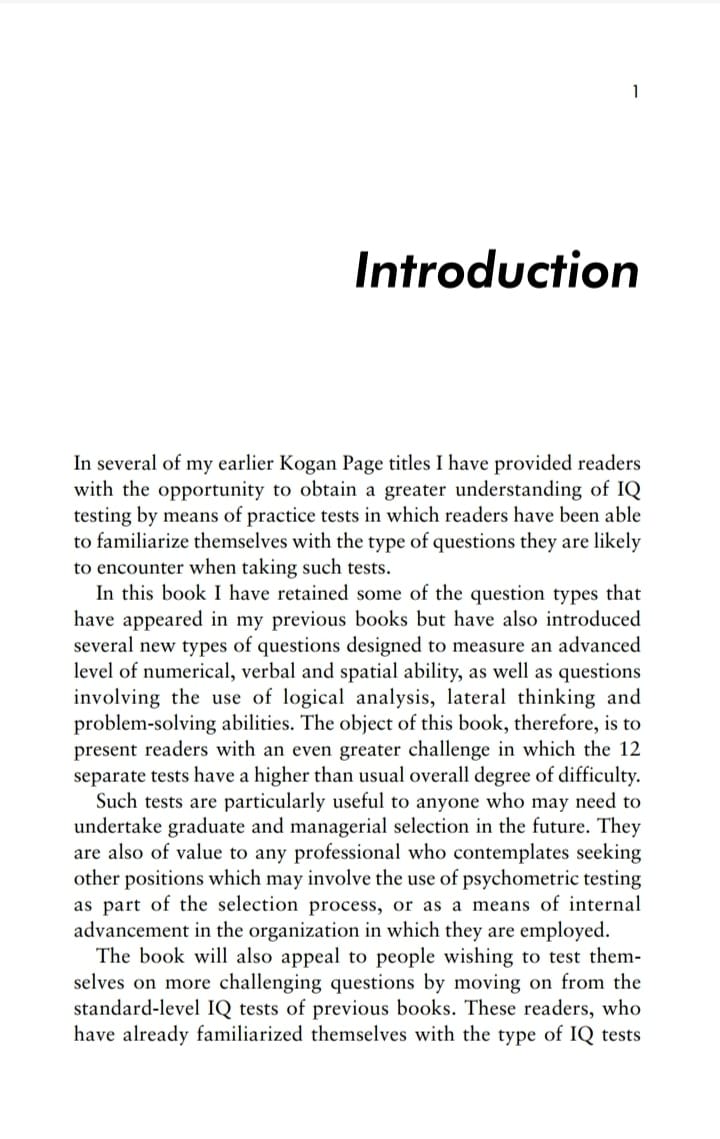 1
Introduction
In several of my earlier Kogan Page titles I have provided readers
with the opportunity to obtain a greater understanding of IQ
testing by means of practice tests in which readers have been able
to familiarize themselves with the type of questions they are likely
to encounter when taking such tests.
In this book I have retained some of the question types that
have appeared in my previous books but have also introduced
several new types of questions designed to measure an advanced
level of numerical, verbal and spatial ability, as well as questions
involving the use of logical analysis, lateral thinking and
problem-solving abilities. The object of this book, therefore, is to
present readers with an even greater challenge in which the 12
separate tests have a higher than usual overall degree of difficulty.
Such tests are particularly useful to anyone who may need to
undertake graduate and managerial selection in the future. They
are also of value to any professional who contemplates seeking
other positions which may involve the use of psychometric testing
as part of the selection process, or as a means of internal
advancement in the organization in which they are employed.
The book will also appeal to people wishing to test them-
selves on more challenging questions by moving on from the
standard-level IQ tests of previous books. These readers, who
have already familiarized themselves with the type of IQ tests